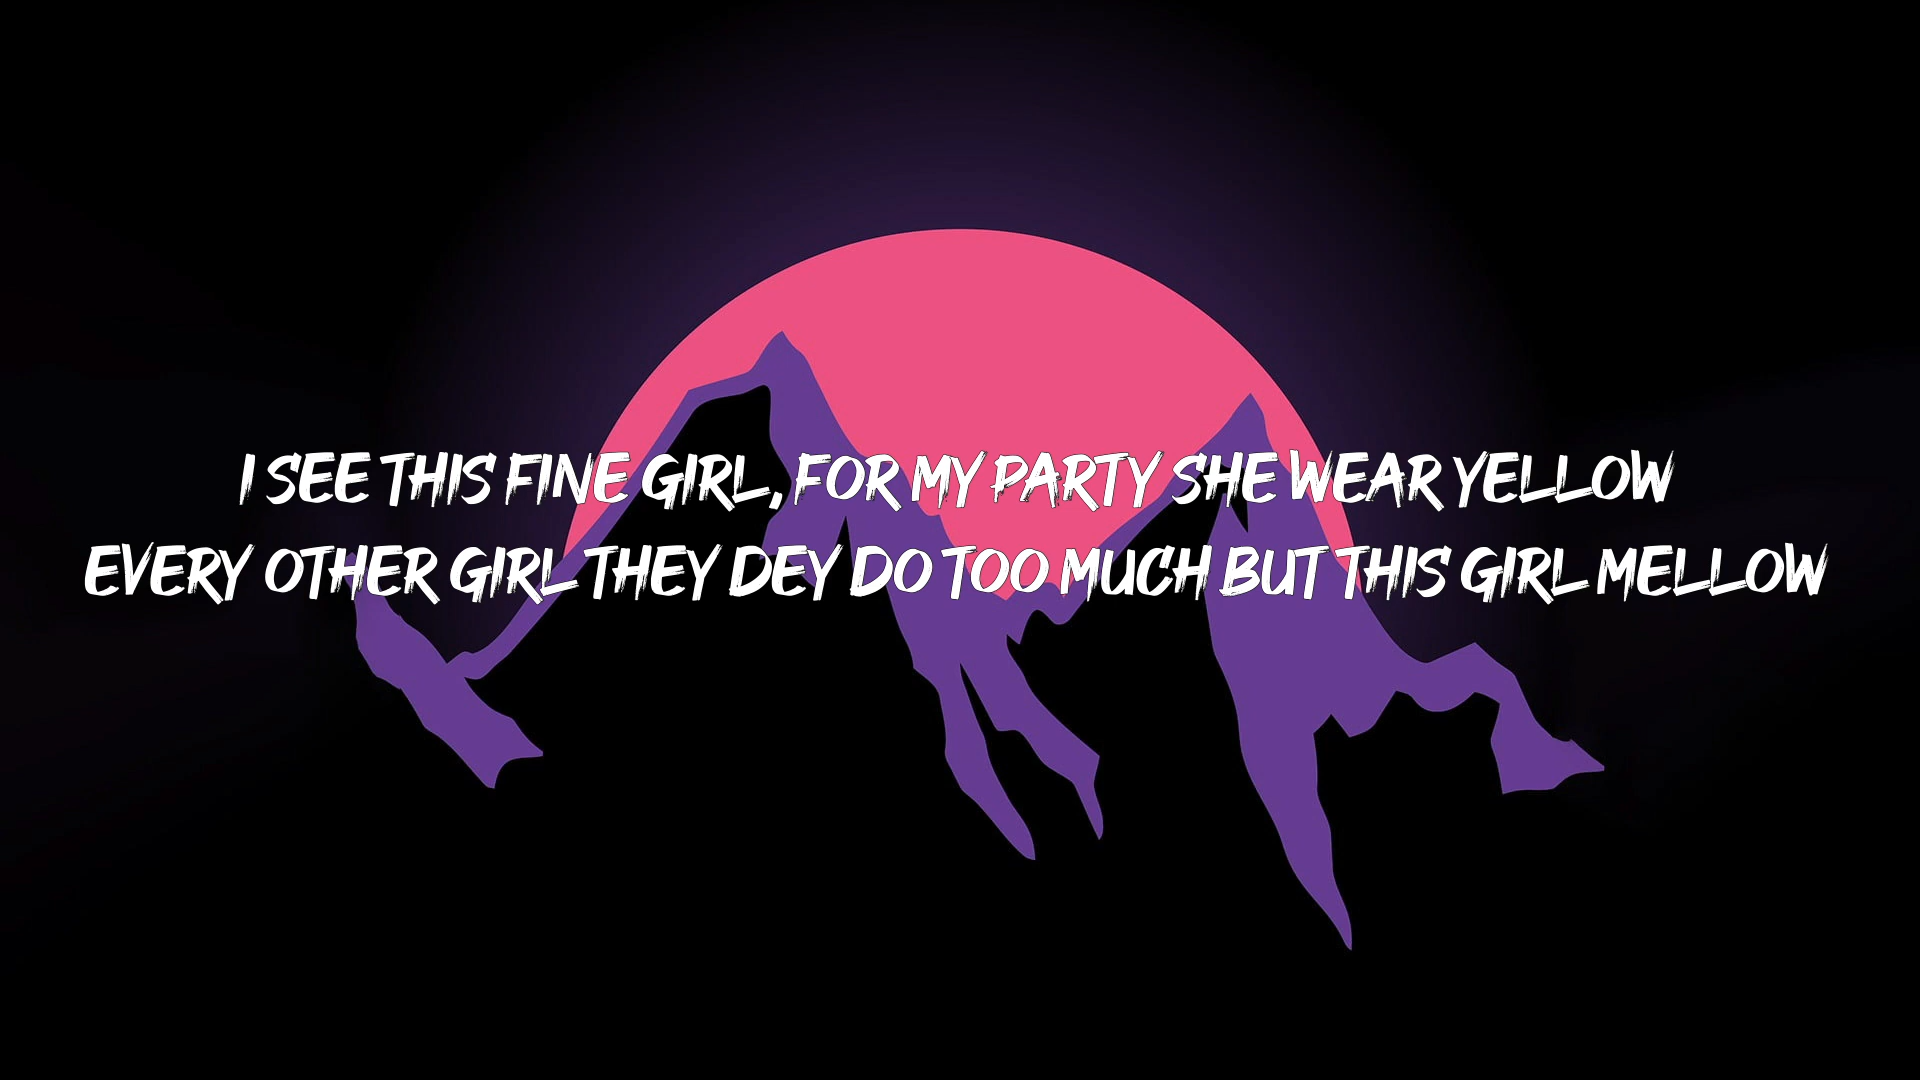 I SEE THIS FINE GIRL, FOR MY PARTY SHE WEAR YELLOW
EVERY OTHER GIRL THEY DEY DO TOO MUCH BUT THIS GIRL MELLOW